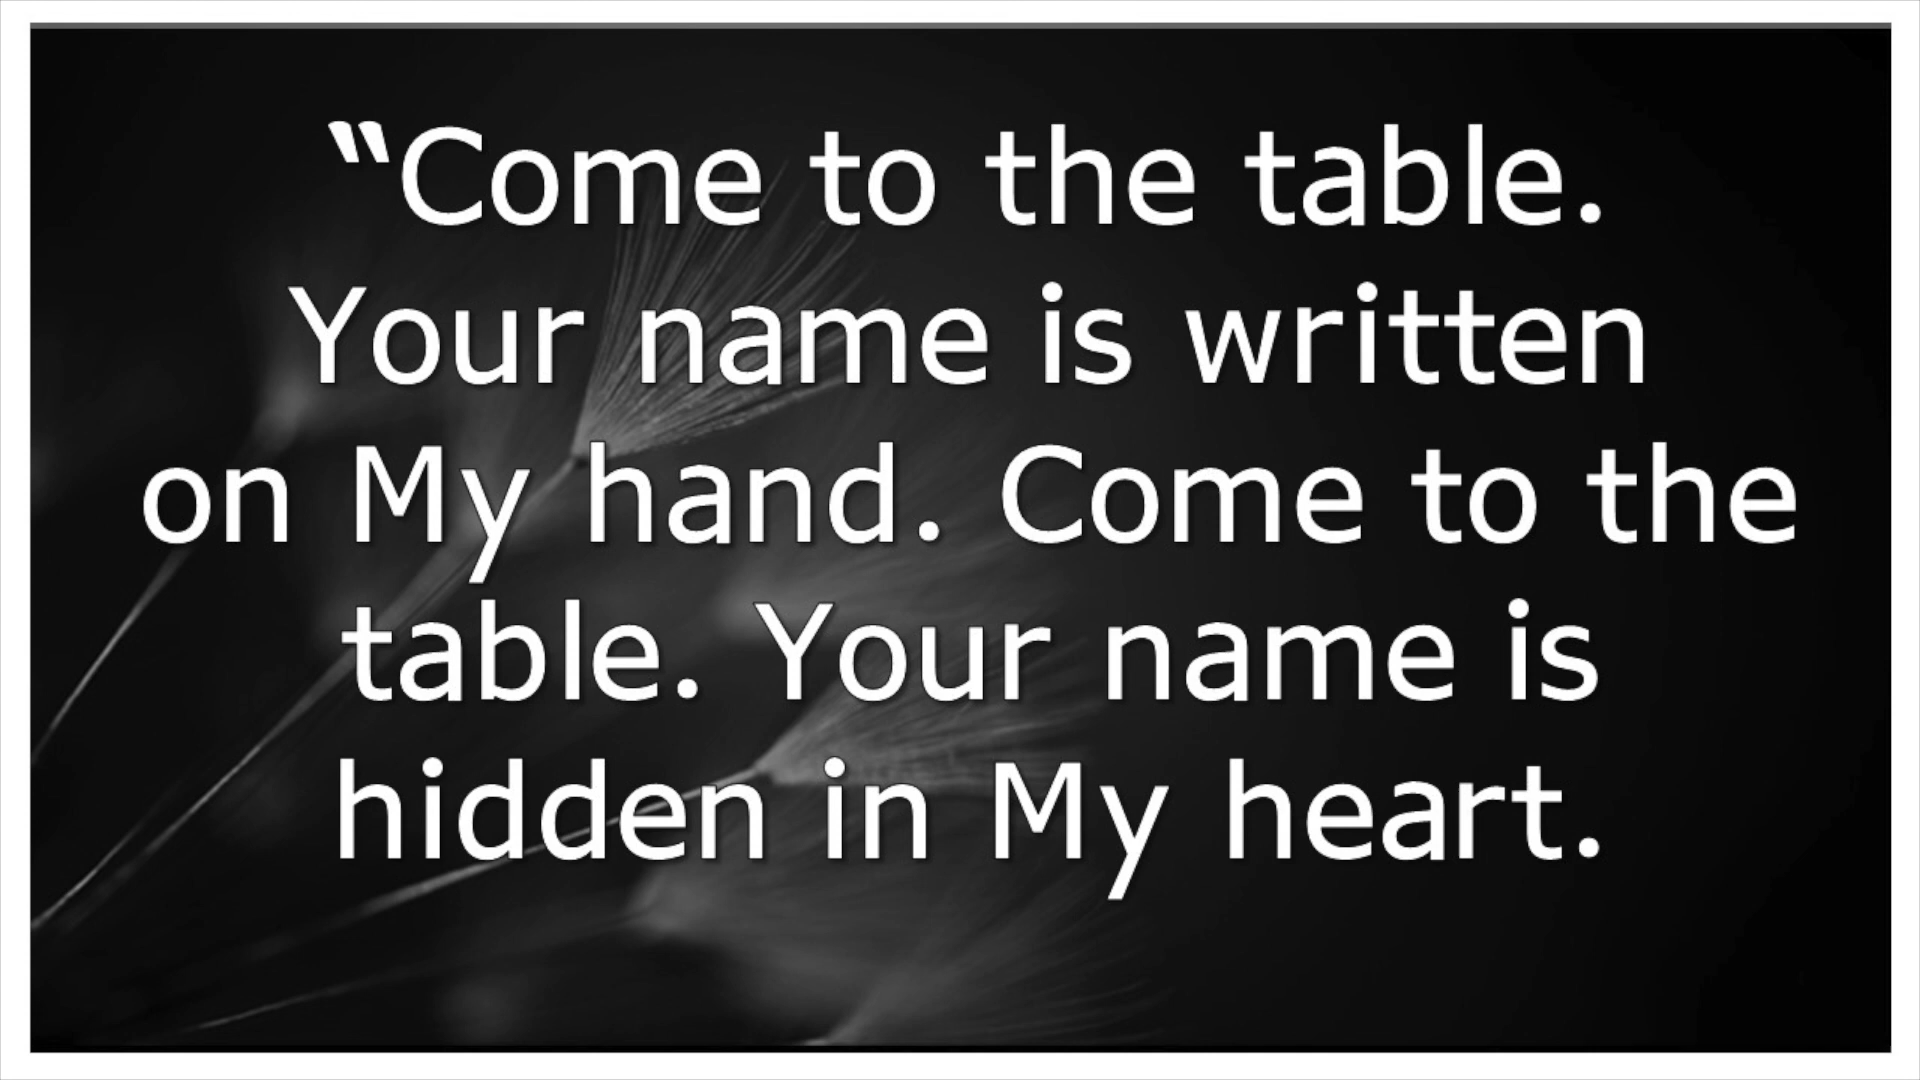 “Come to the table.
Your name is written
on My hand. Come to the
table. Your name is
hidden in My heart.